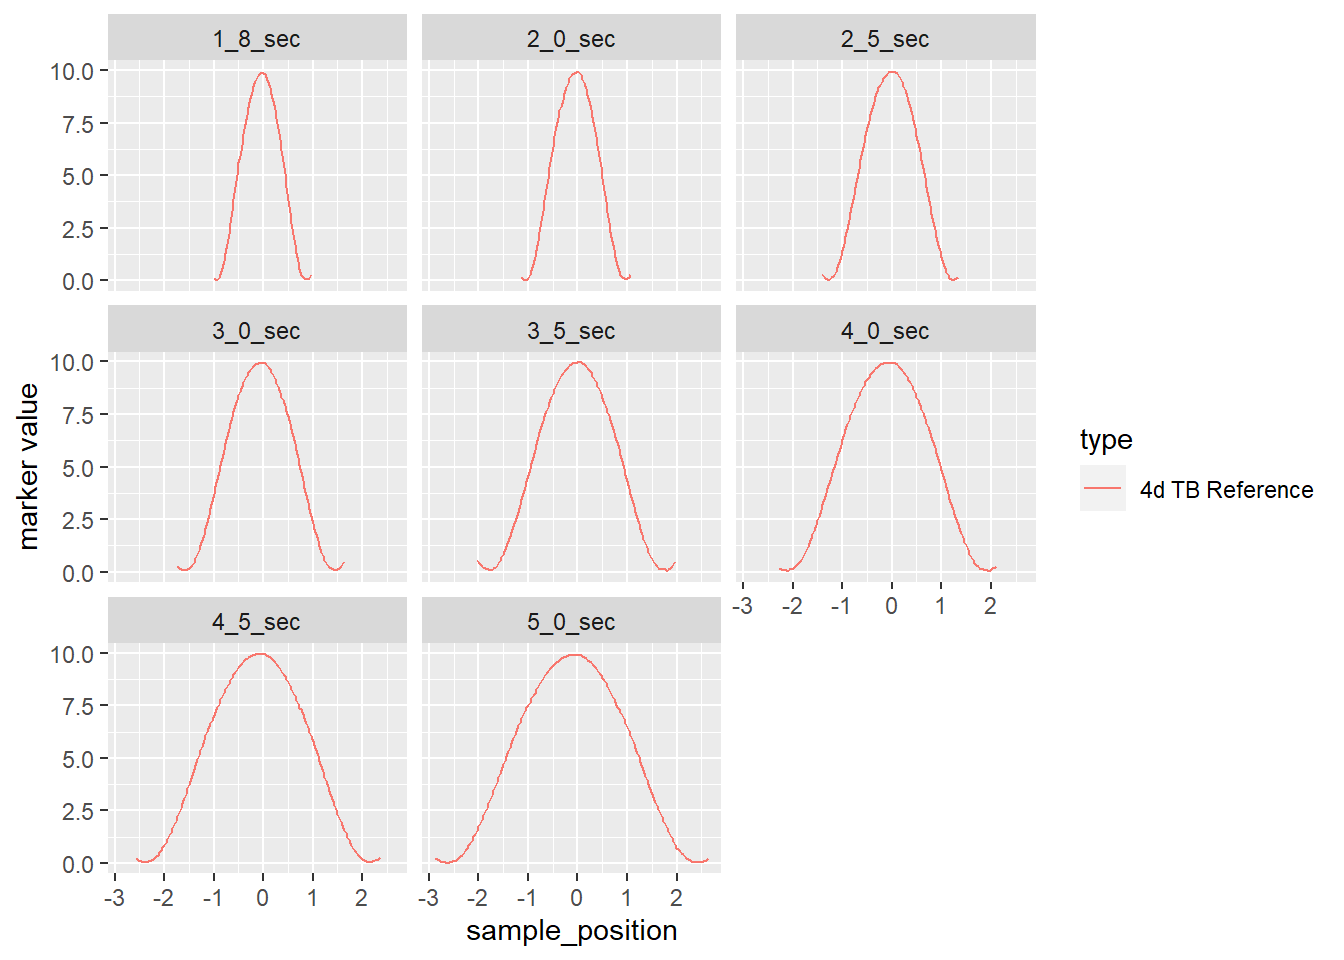 1_8_sec
2_0_sec
2_5_sec
10.0
7.5
5.0
2.5
0.0
3_0_sec
3_5_sec
4_0_sec
10.0
7.5
5.0
2.5
0.0
-3 -2 -1 0 1 2
4_5_sec
5_0_sec
10.0
7.5
5.0
2.5
0.0
-3 -2 -1 0 1 2
-3 -2 -1 0 1 2
sample_position
marker value
type
4d TB Reference